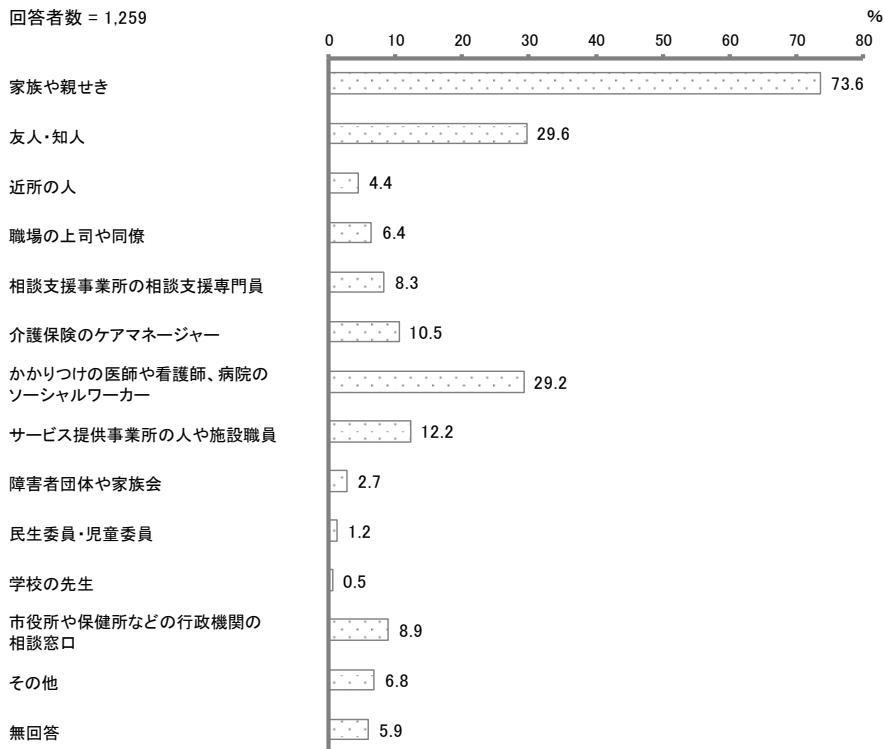 回答者数 = 1,259
%
0 10 20 30 40 50 60 70 80
家族や親せき 73.6
友人・知人 29.6
近所の人 4.4
職場の上司や同僚 6.4
相談支援事業所の相談支援専門員 8.3
介護保険のケアマネージャー 10.5
かかりつけの医師や看護師、病院の
ソーシャルワーカー 29.2
サービス提供事業所の人や施設職員 12.2
障害者団体や家族会 2.7
民生委員・児童委員 1.2
学校の先生 0.5
市役所や保健所などの行政機関の
相談窓口 8.9
その他 6.8
無回答 5.9